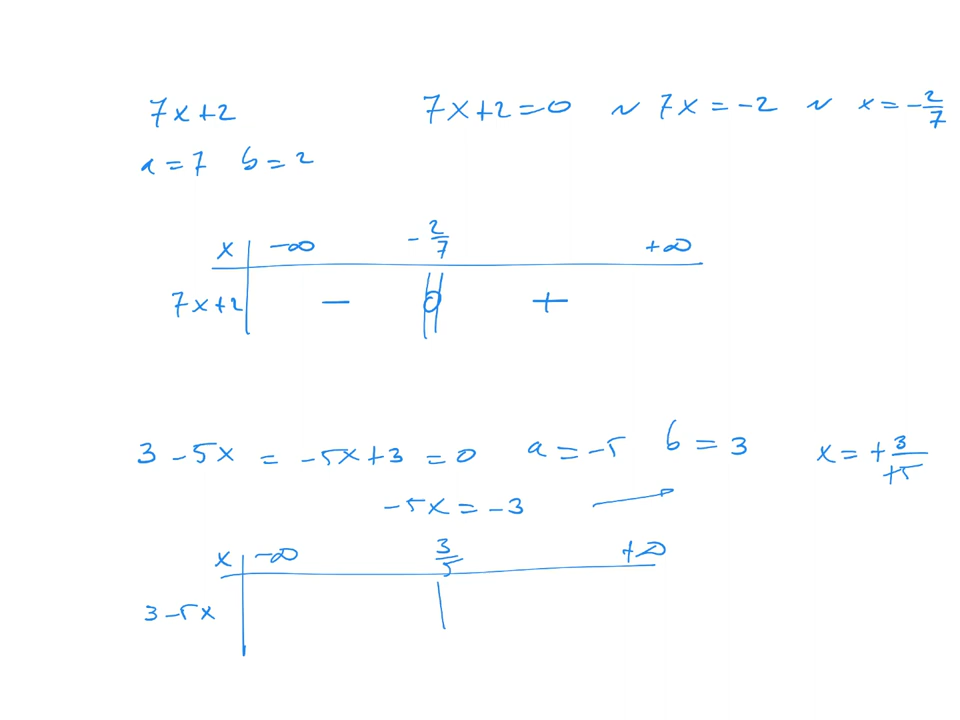 7x+2 7x+2=0 ~ 7x=-2 ~ x=-2/7
a=7 b=2
x -∞ -2/7 +∞
7x+2 - 0 +
3-5x = -5x+3 = 0 a=-5 b=3 x=+3/+5
-5x=-3 →
x -∞ 3/5 +∞
3-5x